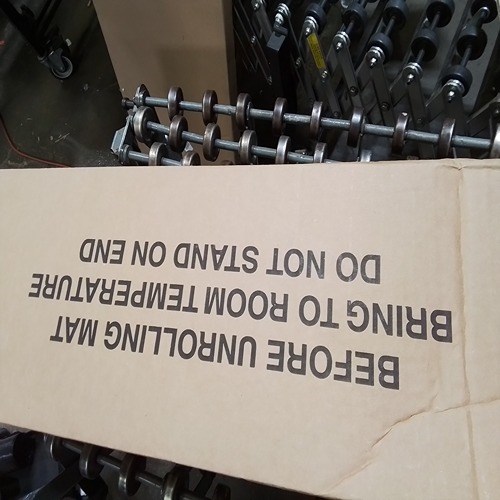 BEFORE UNROLLING MAT
BRING TO ROOM TEMPERATURE
DO NOT STAND ON END